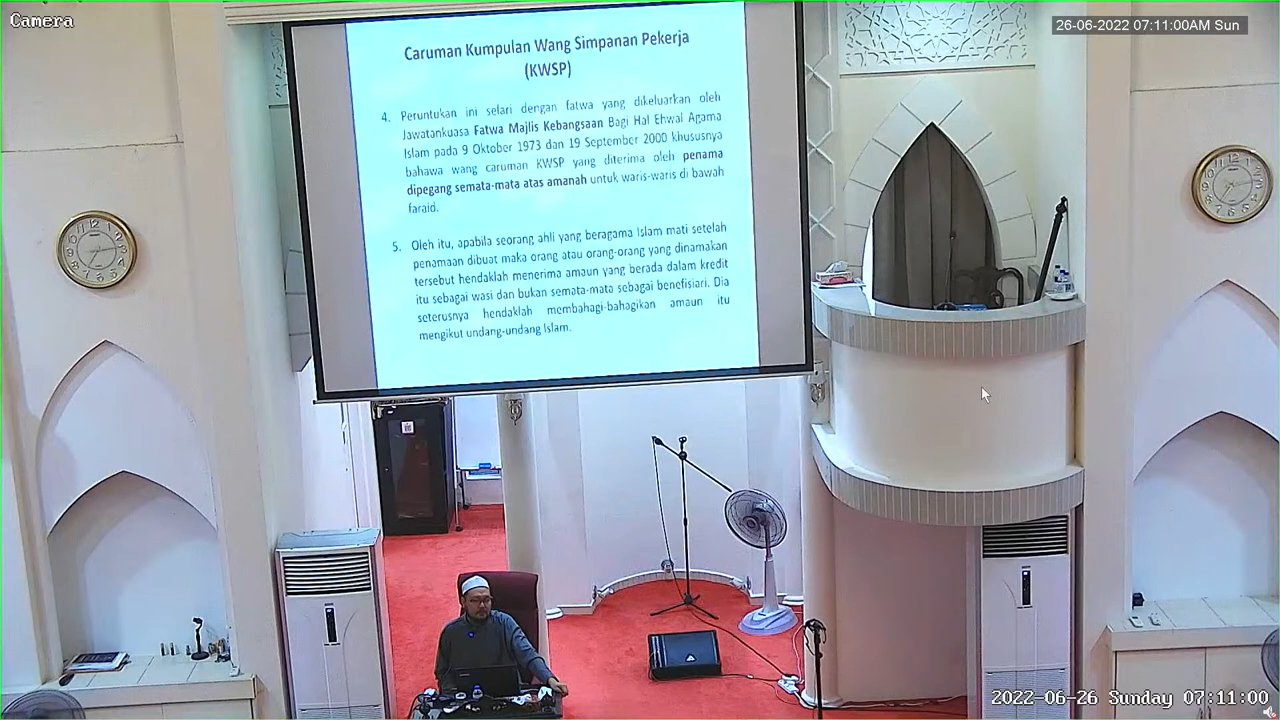 Camera
26-06-2022 07:11:00AM Sun
Caruman Kumpulan Wang Simpanan Pekerja
(KWSP)
4. Peruntukan ini selari dengan fatwa yang dikeluarkan oleh
Jawatankuasa Fatwa Majlis Kebangsaan Bagi Hal Ehwal Agama
Islam pada 9 Oktober 1973 dan 19 September 2000 khususnya
bahawa wang caruman KWSP yang diterima oleh penama
dipegang semata-mata atas amanah untuk waris-waris di bawah
faraid.
5. Oleh itu, apabila seorang ahli yang beragama Islam mati setelah
penamaan dibuat maka orang atau orang-orang yang dinamakan
tersebut hendaklah menerima amaun yang berada dalam kredit
itu sebagai wasi dan bukan semata-mata sebagai benefisiari. Dia
seterusnya hendaklah membahagi-bahagikan amaun itu
mengikut undang-undang Islam.
2022-06-26 Sunday 07:11:00